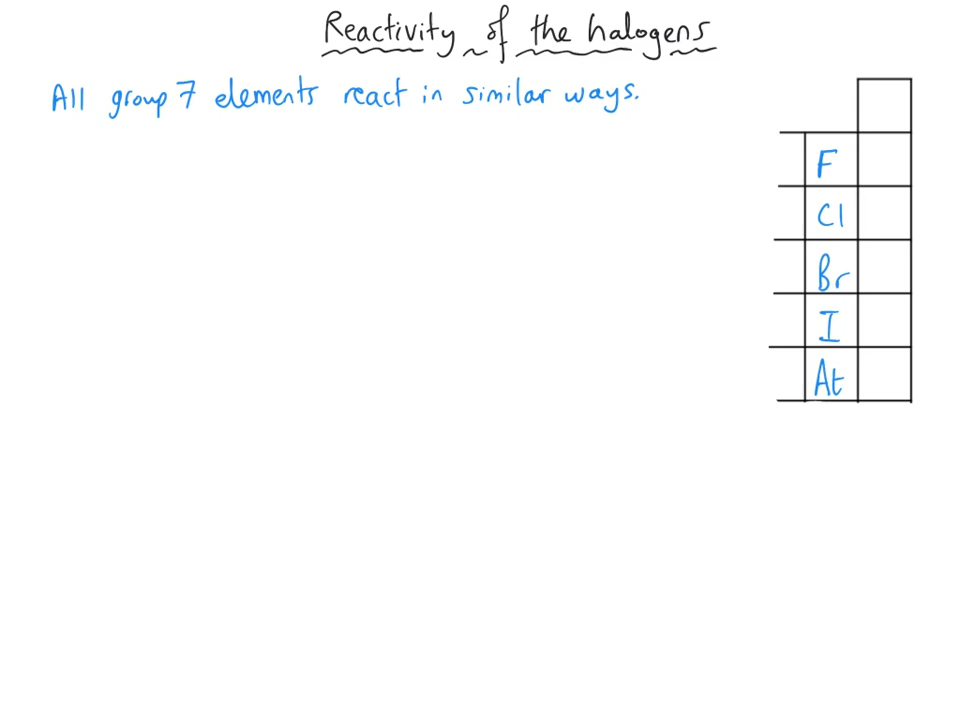 Reactivity of the halogens
All group 7 elements react in similar ways.
F
Cl
Br
I
At